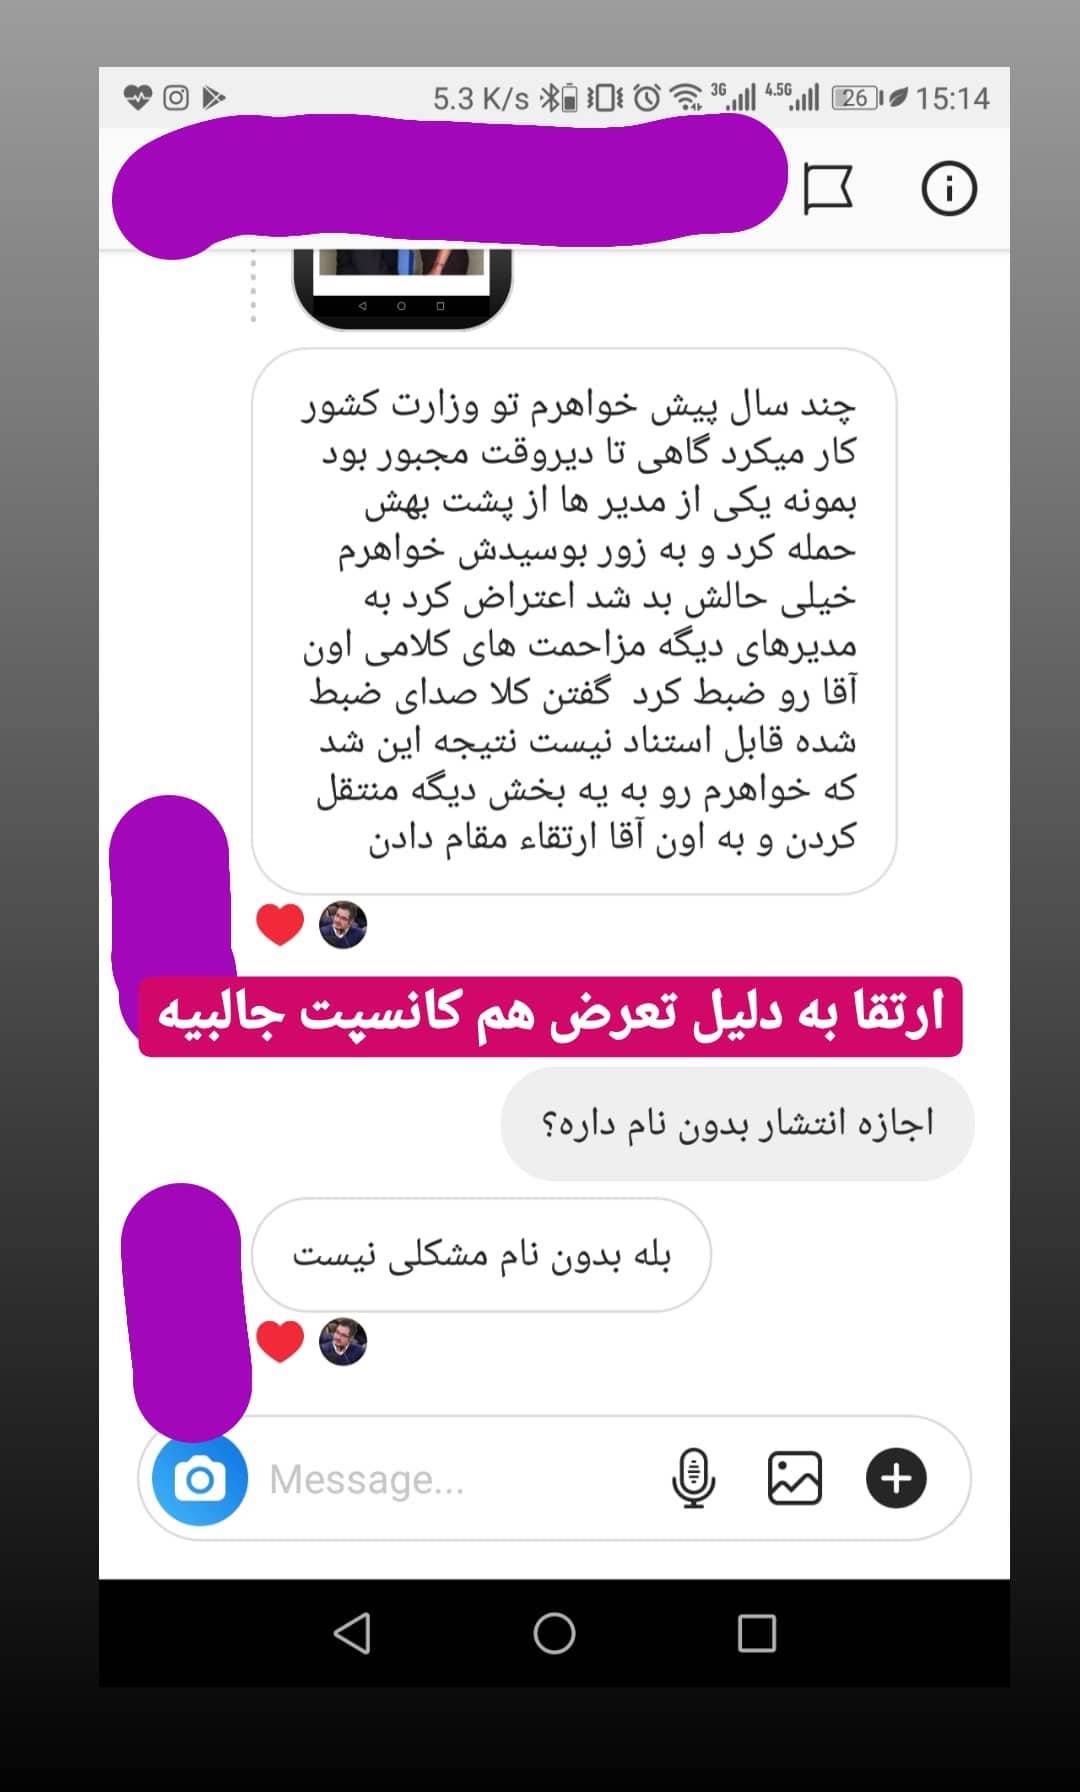 5.3 K/s 3G 4.5G 26 15:14
چند سال پیش خواهرم تو وزارت کشور
کار میکرد گاهی تا دیروقت مجبور بود
بمونه یکی از مدیر ها از پشت بهش
حمله کرد و به زور بوسیدش خواهرم
خیلی حالش بد شد اعتراض کرد به
مدیرهای دیگه مزاحمت های کلامی اون
آقا رو ضبط کرد  گفتن کلا صدای ضبط
شده قابل استناد نیست نتیجه این شد
که خواهرم رو به یه بخش دیگه منتقل
کردن و به اون آقا ارتقاء مقام دادن
ارتقا به دلیل تعرض هم کانسپت جالبیه
اجازه انتشار بدون نام داره؟
بله بدون نام مشکلی نیست
Message...